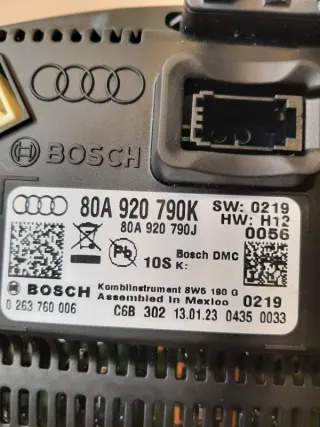 BOSCH
80A 920 790K
80A 920 790J
SW: 0219
HW: H13
0056
Pb
10S
Bosch DMC
K:
BOSCH
Kombiinstrument 8W5 190 G
Assembled in Mexico
0219
0 263 760 006
C6B 302 13.01.23 0435 0033